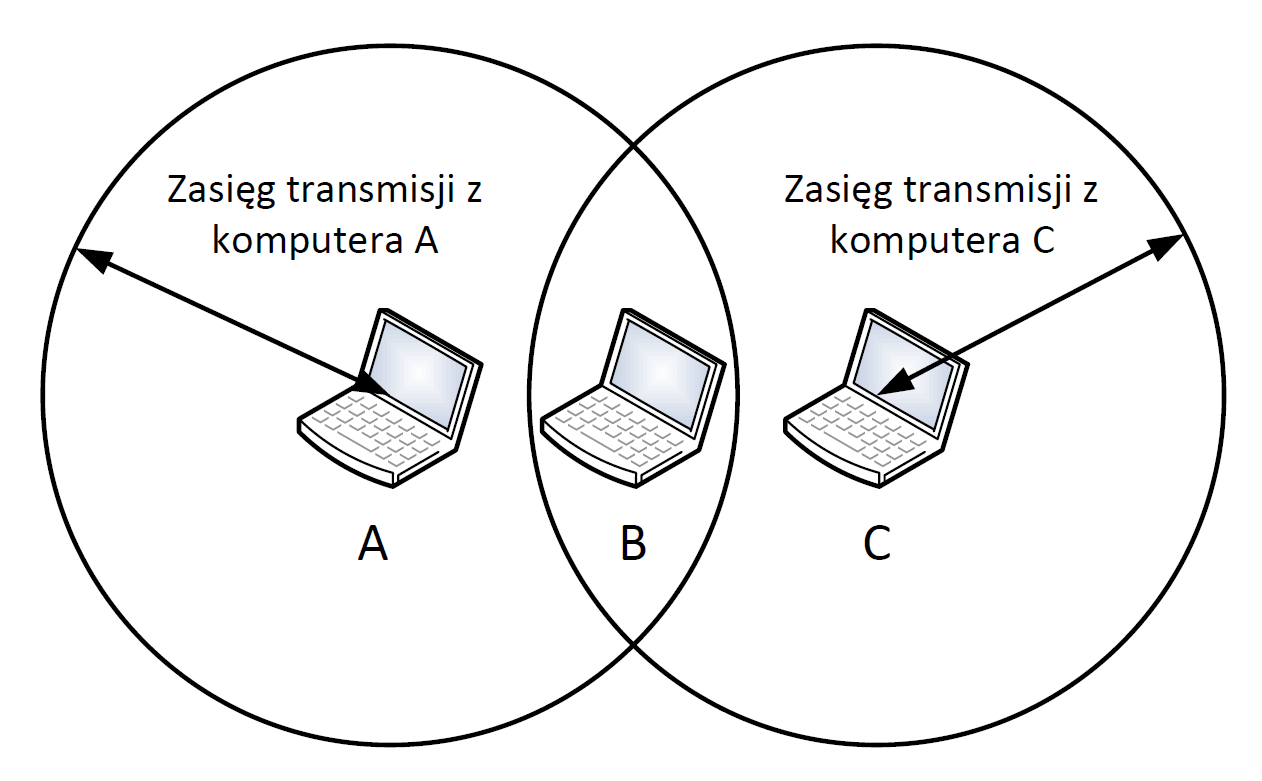 Zasięg transmisji z
komputera A
Zasięg transmisji z
komputera C
A
B
C